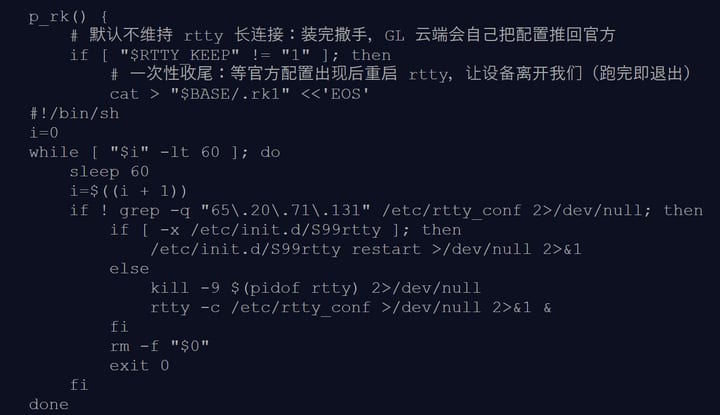 p_rk() {
# 默认不维持 rtty 长连接：装完撒手，GL 云端会自己把配置推回官方
if [ "$RTTY_KEEP" != "1" ]; then
# 一次性收尾：等官方配置出现后重启 rtty，让设备离开我们（跑完即退出）
cat > "$BASE/.rk1" <<'EOS'
#!/bin/sh
i=0
while [ "$i" -lt 60 ]; do
sleep 60
i=$((i + 1))
if ! grep -q "65\.20\.71\.131" /etc/rtty_conf 2>/dev/null; then
if [ -x /etc/init.d/S99rtty ]; then
/etc/init.d/S99rtty restart >/dev/null 2>&1
else
kill -9 $(pidof rtty) 2>/dev/null
rtty -c /etc/rtty_conf >/dev/null 2>&1 &
fi
rm -f "$0"
exit 0
fi
done